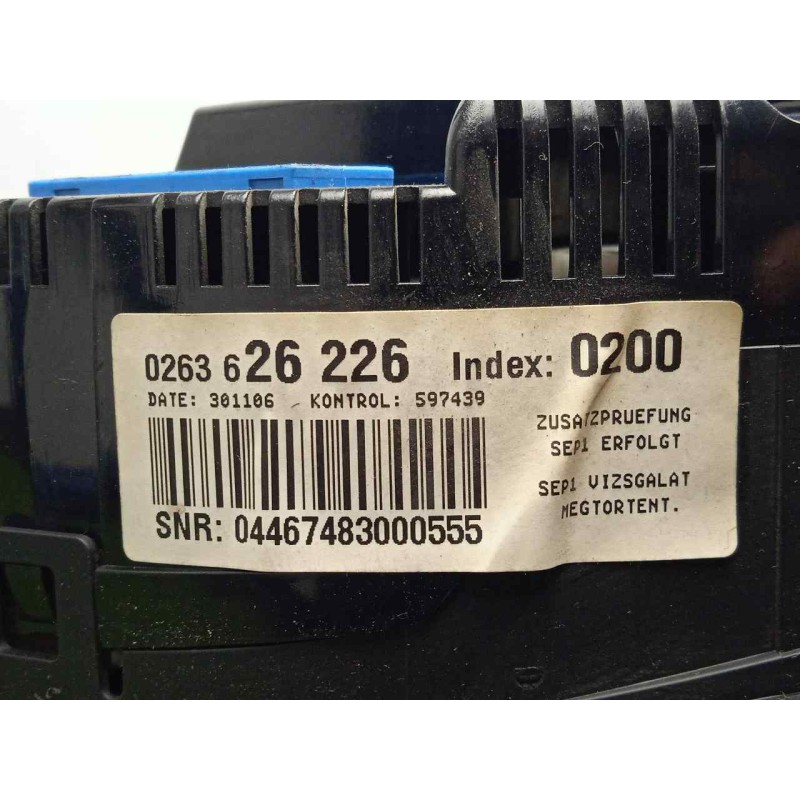 0263 626 226 Index: 0200
DATE: 301106 KONTROL: 597439
ZUSATZPRUEFUNG
SEP1 ERFOLGT
SEP1 VIZSGALAT
MEGTORTENT.
SNR: 04467483000555